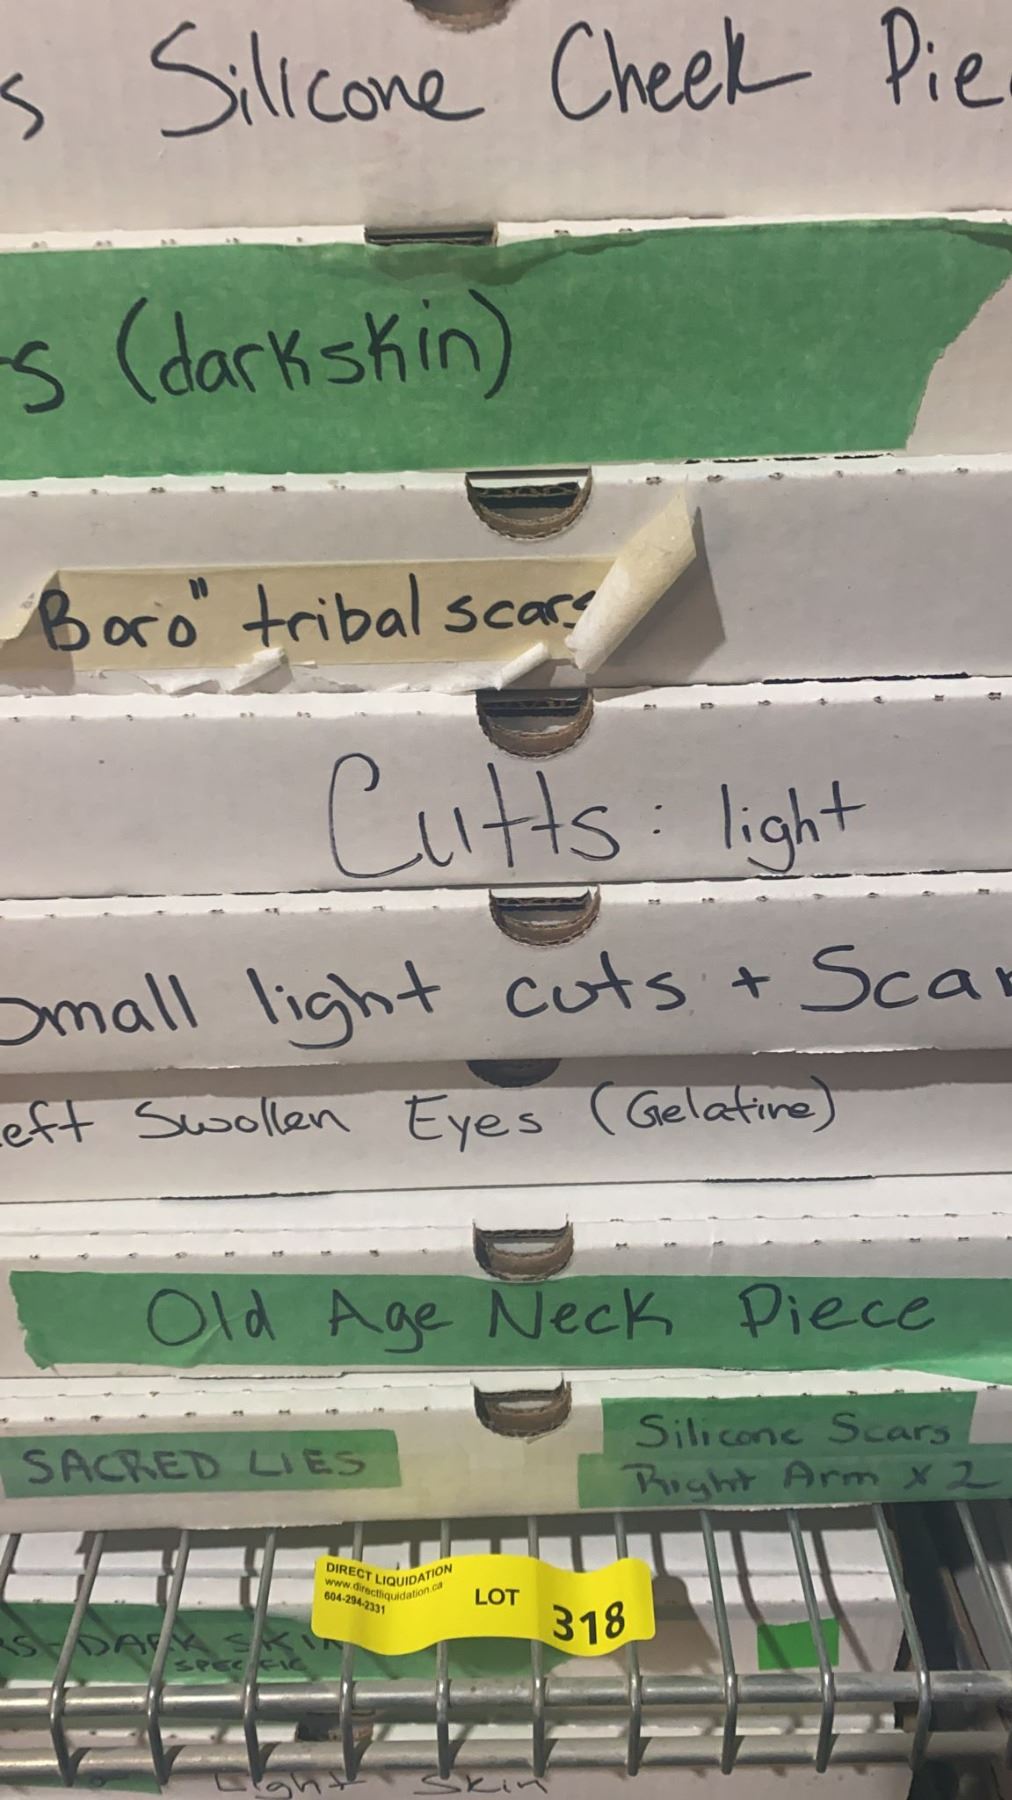 s Silicone Cheek Pie
s (darkskin)
Boro" tribal scars
Cutts: light
Small light cuts + Scar
eft Swollen Eyes (Gelatine)
Old Age Neck Piece
SACRED LIES
Silicone Scars
Right Arm x 2
DIRECT LIQUIDATION
www.directliquidation.ca
604-294-2331
LOT
318
RS-DARK SKIN
SPECIFIC
Light Skin